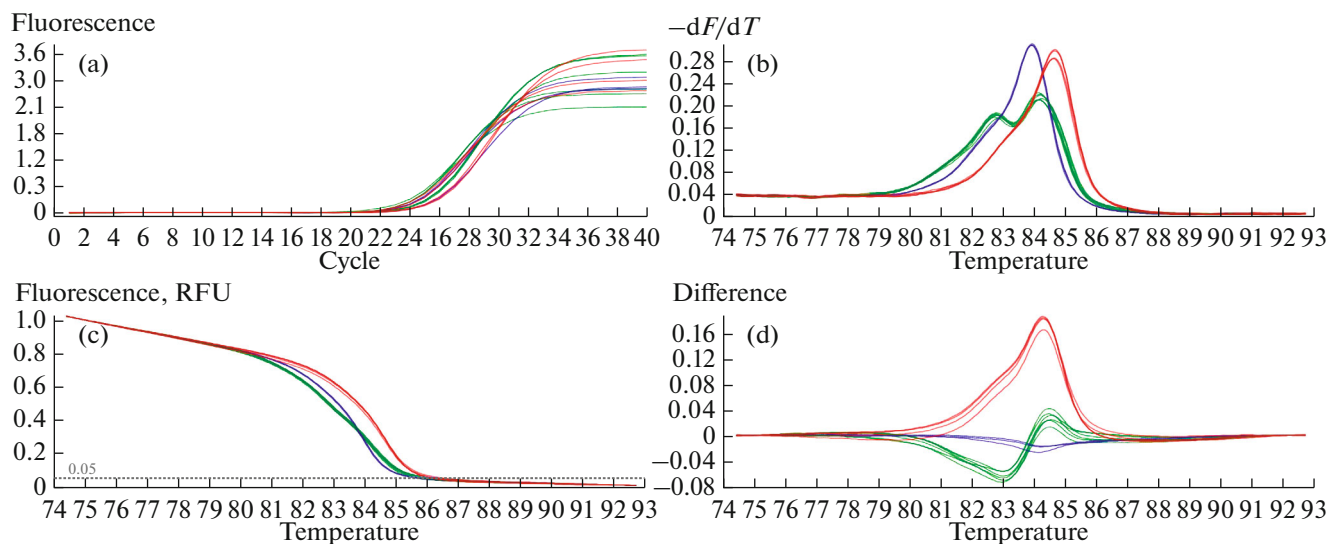 Fluorescence
(a)
3.6
3.0
2.1
1.8
1.2
0.3
0
0 2 4 6 8 10 12 14 16 18 20 22 24 16 28 30 32 34 36 38 40
Cycle
−dF/dT
(b)
0.28
0.24
0.20
0.16
0.12
0.08
0.04
0
74 75 76 77 78 79 80 81 82 83 84 85 86 87 88 89 90 91 92 93
Temperature
Fluorescence, RFU
(c)
1.0
0.8
0.6
0.4
0.2
0.05
0
74 75 76 77 78 79 80 81 82 83 84 85 86 87 88 89 90 91 92 93
Temperature
Difference
(d)
0.16
0.12
0.08
0.04
0
−0.04
−0.08
74 75 76 77 78 79 80 81 82 83 84 85 86 87 88 89 90 91 92 93
Temperature